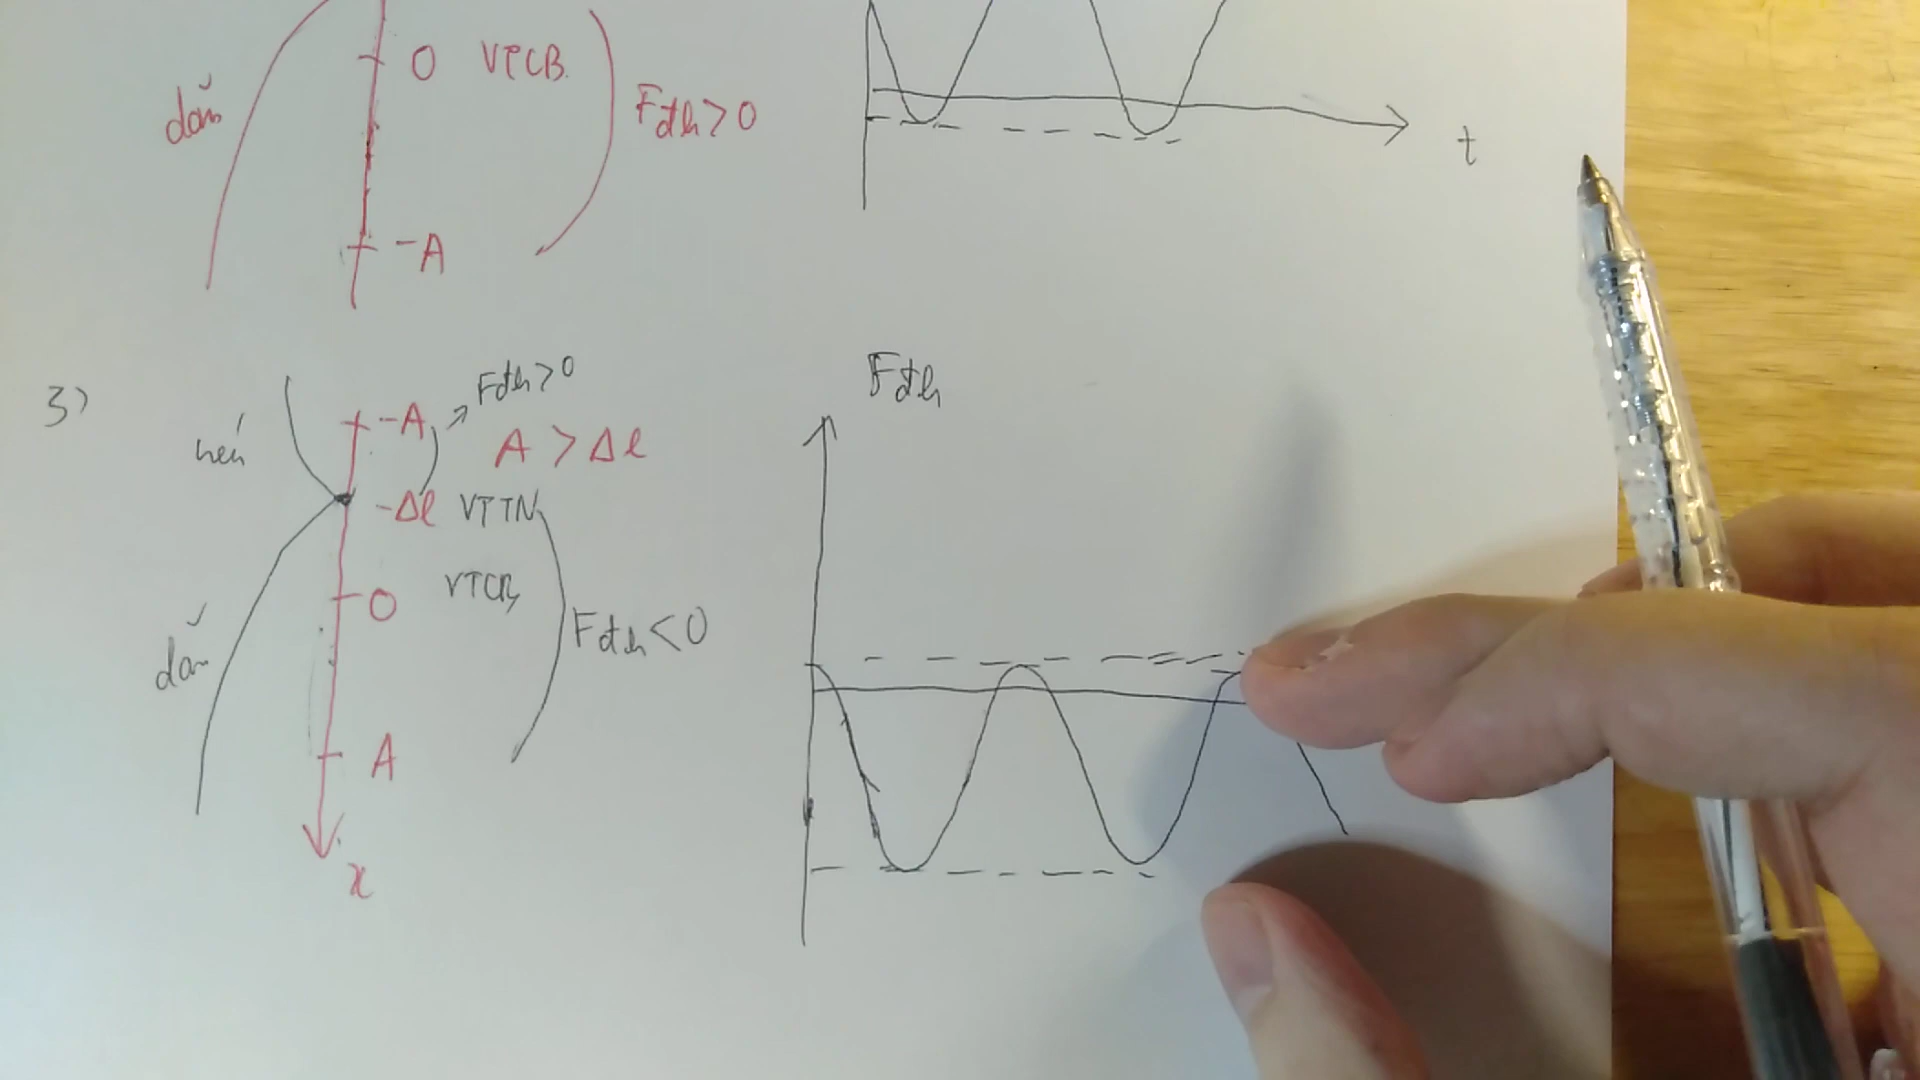 O VTCB
dãn
Fđh > 0
t
-A
3)
Fđh > 0
Fđh
-A
A > Δl
nén
-Δl VTTN
VTCB
O
Fđh < 0
dãn
A
x